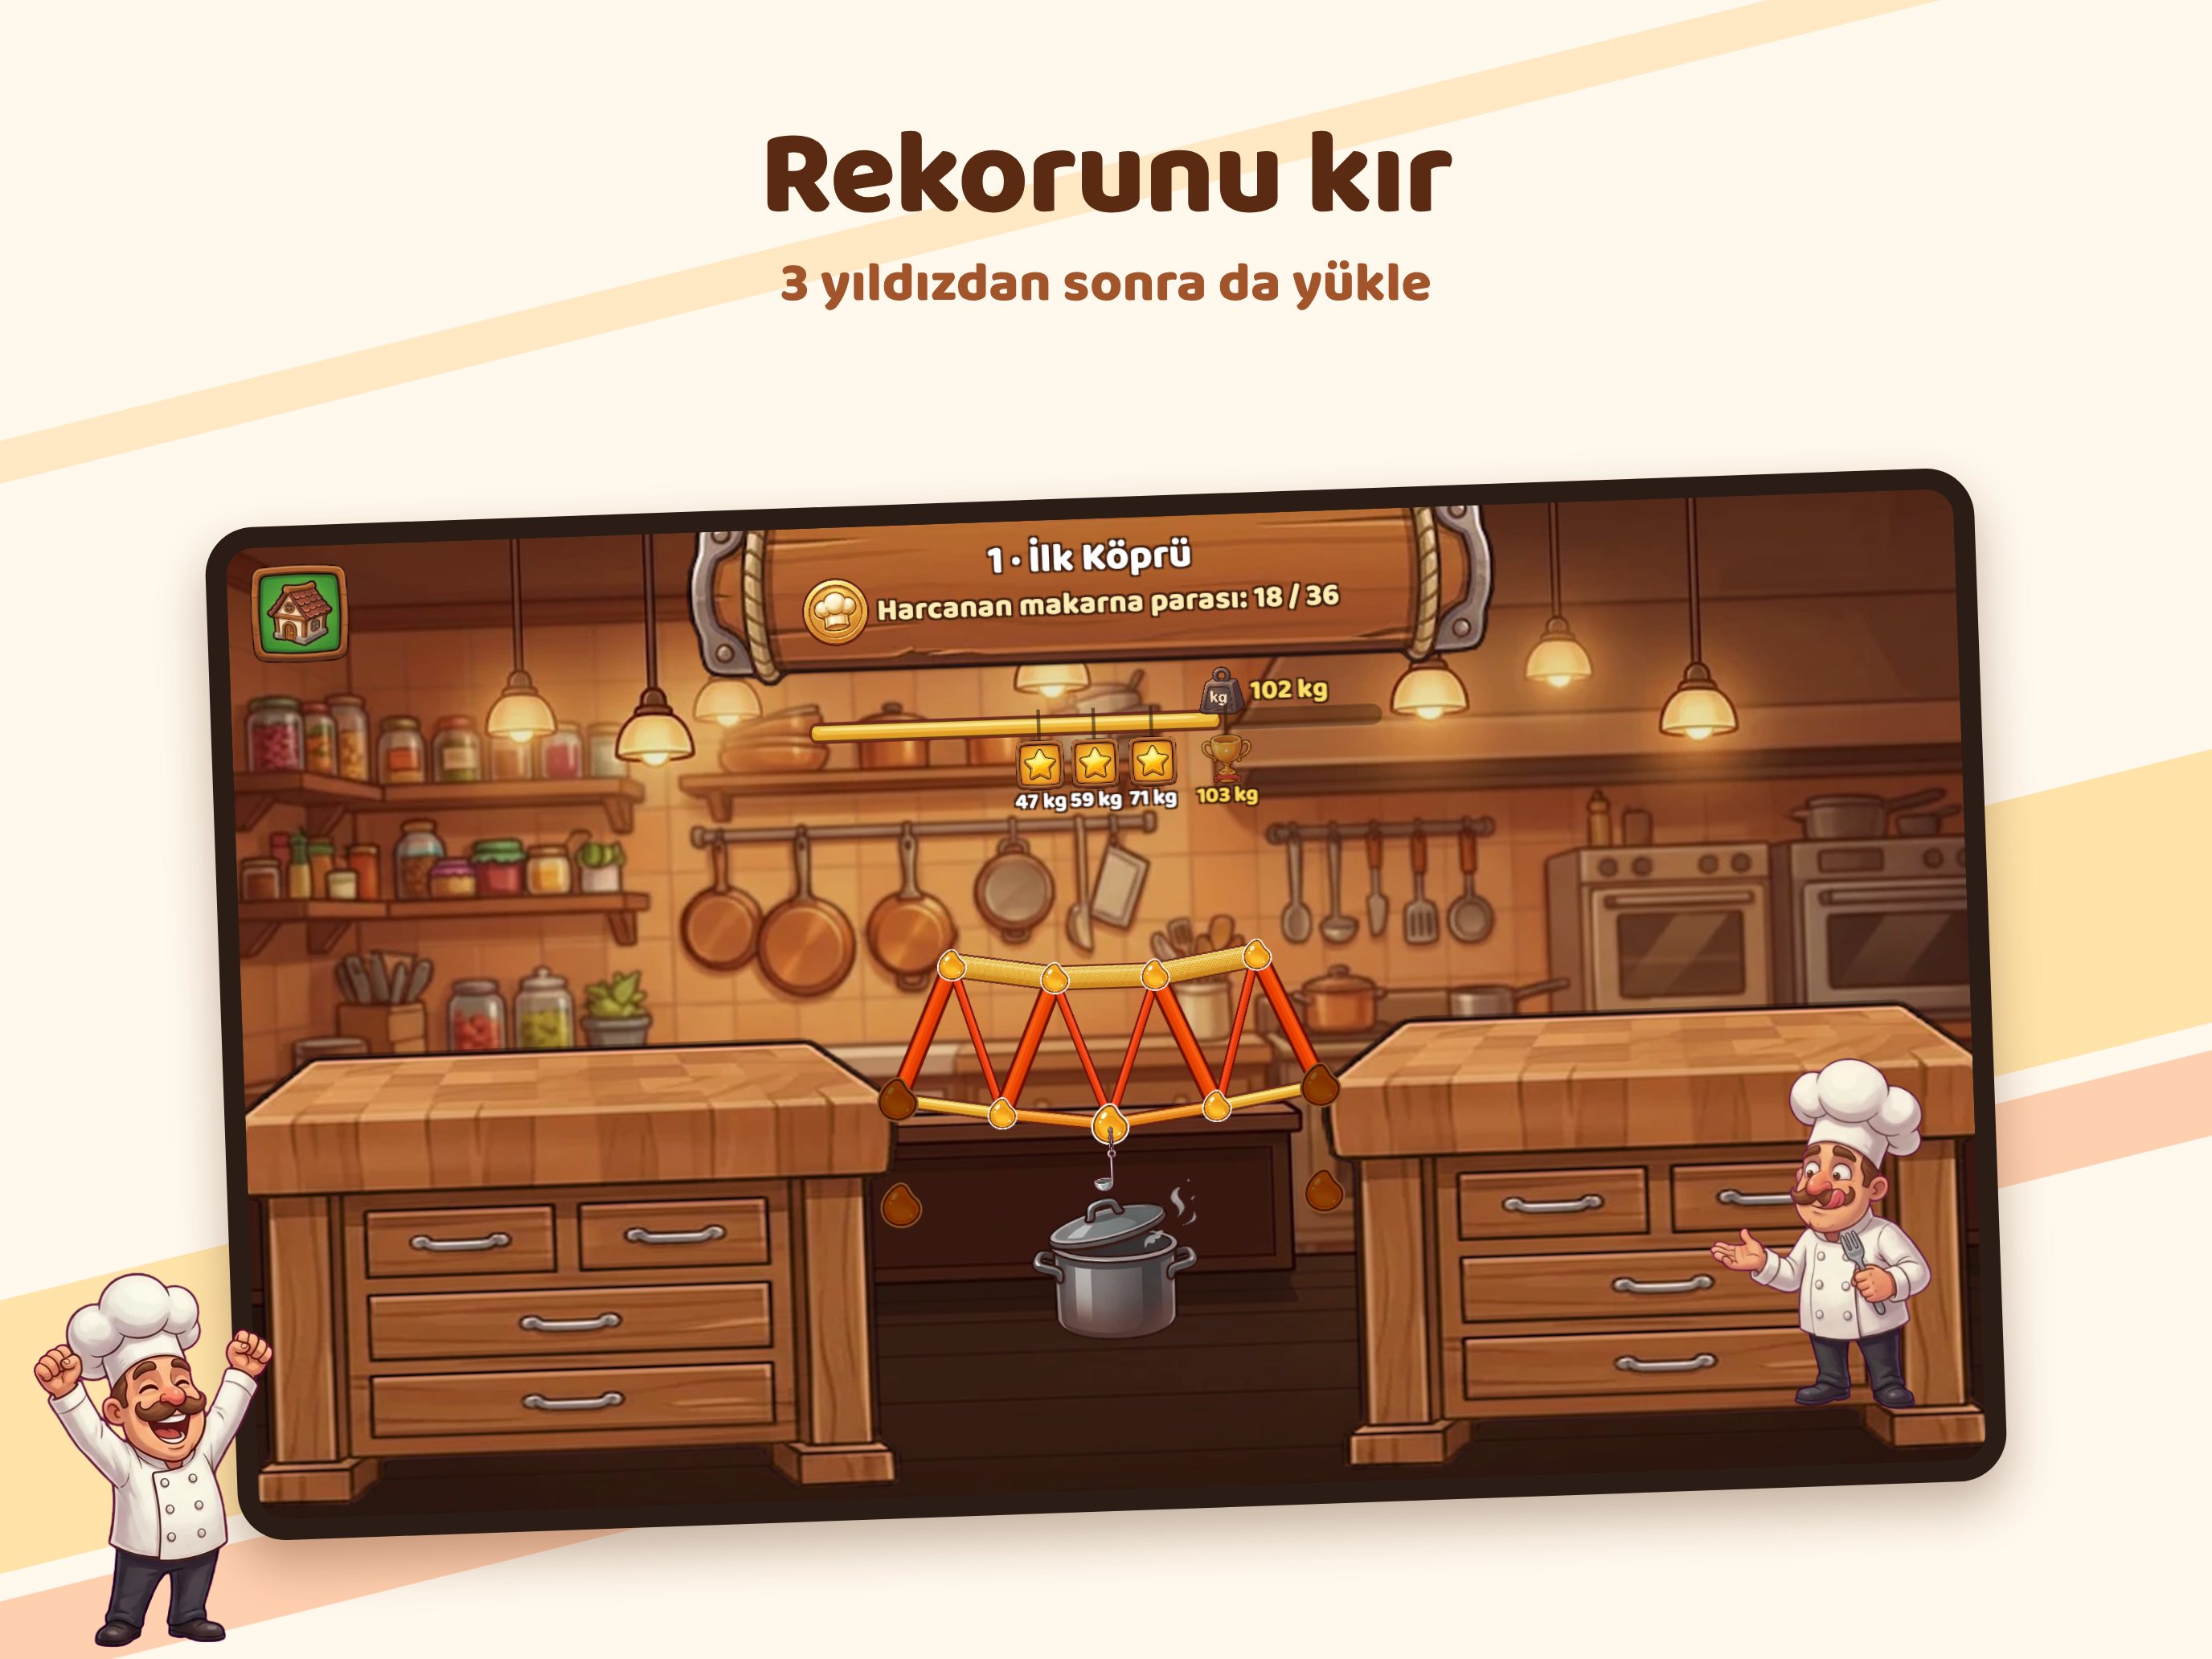 Rekorunu kır
3 yıldızdan sonra da yükle
1 · İlk Köprü
Harcanan makarna parası: 18 / 36
kg 102 kg
47 kg 59 kg 71 kg 103 kg